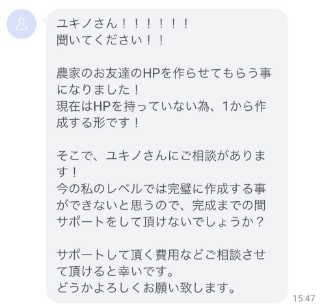 ユキノさん！！！！！！
聞いてください！！
農家のお友達のHPを作らせてもらう事
になりました！
現在はHPを持っていない為、1から作
成する形です！
そこで、ユキノさんにご相談がありま
す！
今の私のレベルでは完璧に作成する事
ができないと思うので、完成までの間
サポートをして頂けないでしょうか？
サポートして頂く費用などご相談させ
て頂けると幸いです。
どうかよろしくお願い致します。
15:47